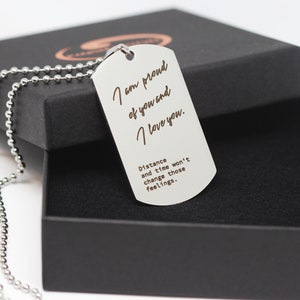 I am proud
of you and
I love you.
Distance
and time won't
change those
feelings.